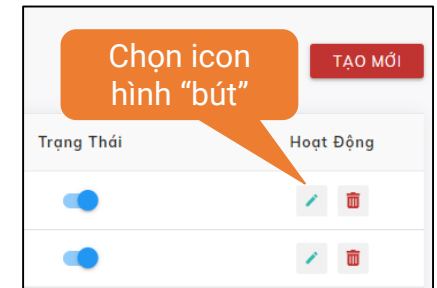 Chọn icon
hình “bút”
TẠO MỚI
Trạng Thái
Hoạt Động